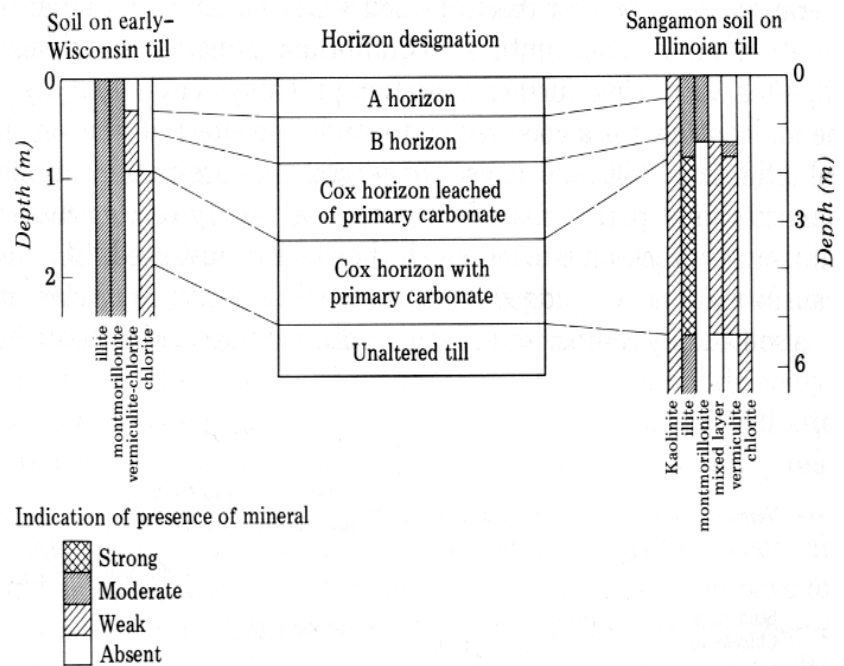 Soil on early–
Wisconsin till
Horizon designation
Sangamon soil on
Illinoian till
0
1
2
Depth (m)
A horizon
B horizon
Cox horizon leached
of primary carbonate
Cox horizon with
primary carbonate
Unaltered till
0
3
6
Depth (m)
illite
montmorillonite
vermiculite-chlorite
chlorite
Kaolinite
illite
montmorillonite
mixed layer
vermiculite
chlorite
Indication of presence of mineral
Strong
Moderate
Weak
Absent